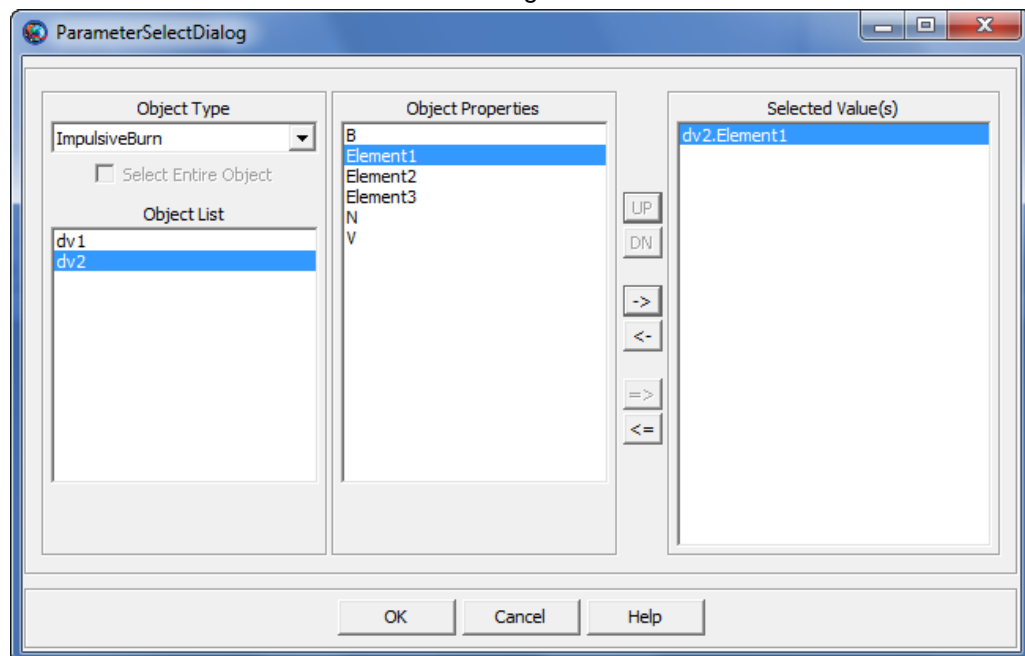 ParameterSelectDialog
Object Type
ImpulsiveBurn
Select Entire Object
Object List
dv1
dv2
Object Properties
B
Element1
Element2
Element3
N
V
UP
DN
->
<-
=>
<=
Selected Value(s)
dv2.Element1
OK
Cancel
Help